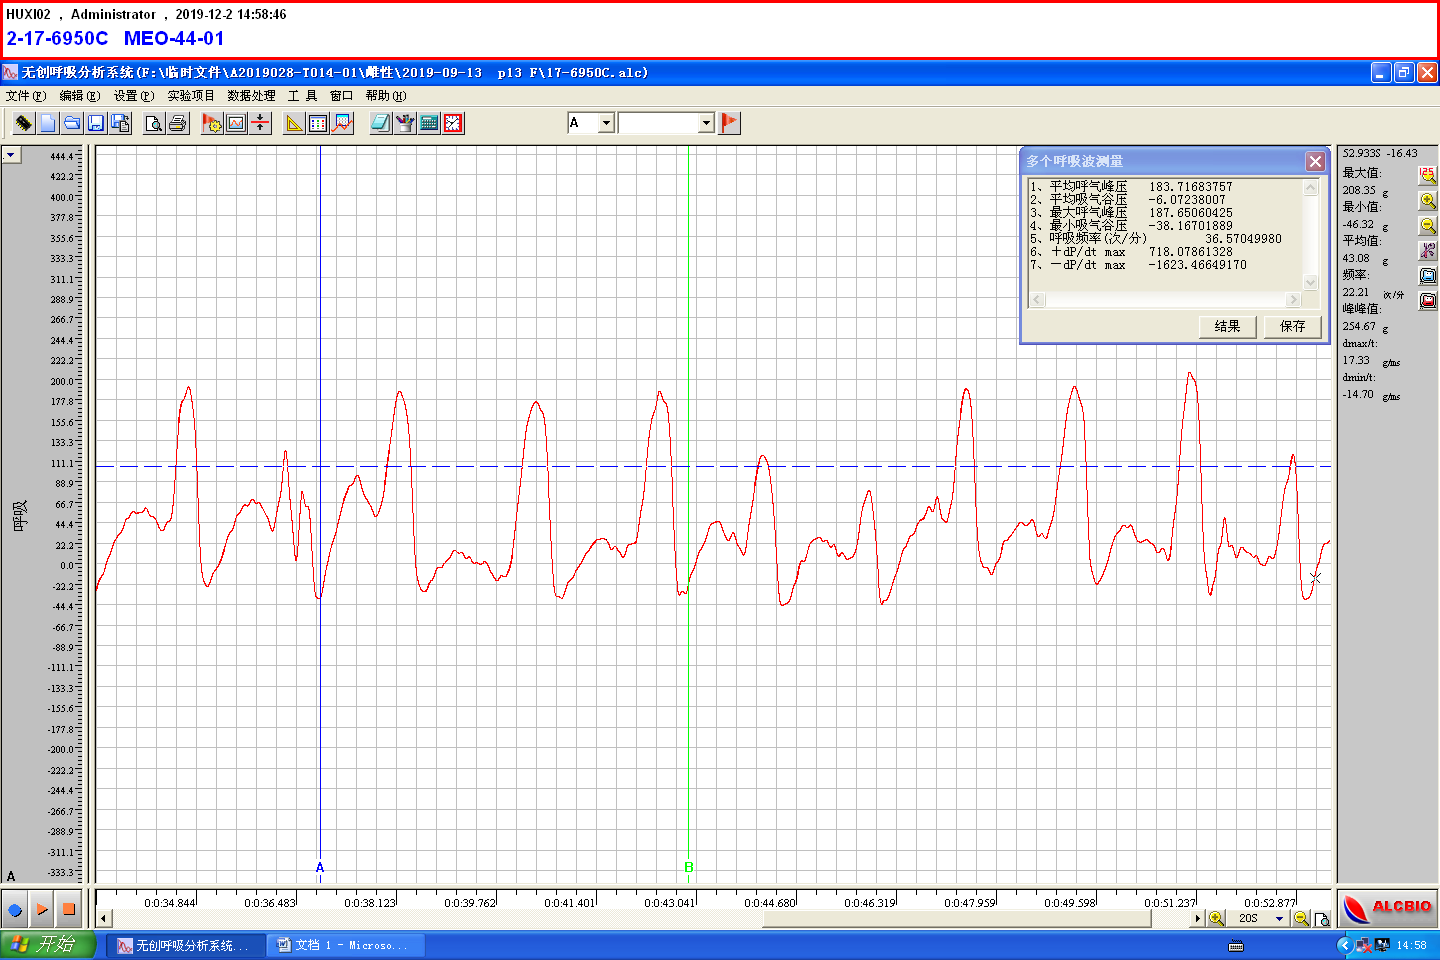 HUXI02 , Administrator , 2019-12-2 14:58:46
2-17-6950C MEO-44-01
无创呼吸分析系统(F:\临时文件\A2019028-T014-01\雌性\2019-09-13 p13 F\17-6950C.alc)
文件(F) 编辑(E) 设置(P) 实验项目 数据处理 工 具 窗口 帮助(H)
A
444.4
422.2
400.0
377.8
355.6
333.3
311.1
288.9
266.7
244.4
222.2
200.0
177.8
155.6
133.3
111.1
88.9
66.7
44.4
22.2
0.0
-22.2
-44.4
-66.7
-88.9
-111.1
-133.3
-155.6
-177.8
-200.0
-222.2
-244.4
-266.7
-288.9
-311.1
-333.3
呼吸
A
A
B
多个呼吸波测量
1、平均呼气峰压 183.71683757
2、平均吸气谷压 -6.07238007
3、最大呼气峰压 187.65060425
4、最小吸气谷压 -38.16701889
5、呼吸频率(次/分) 36.57049980
6、＋dP/dt max 718.07861328
7、－dP/dt max -1623.46649170
结果 保存
52.933S -16.43
最大值:
208.35 g
最小值:
-46.32 g
平均值:
43.08 g
频率:
22.21 次/分
峰峰值:
254.67 g
dmax/t:
17.33 g/ms
dmin/t:
-14.70 g/ms
125
0:0:34.844 0:0:36.483 0:0:38.123 0:0:39.762 0:0:41.401 0:0:43.041 0:0:44.680 0:0:46.319 0:0:47.959 0:0:49.598 0:0:51.237 0:0:52.877
20S
ALCBIO
开始 无创呼吸分析系统... 文档 1 - Microso... 14:58